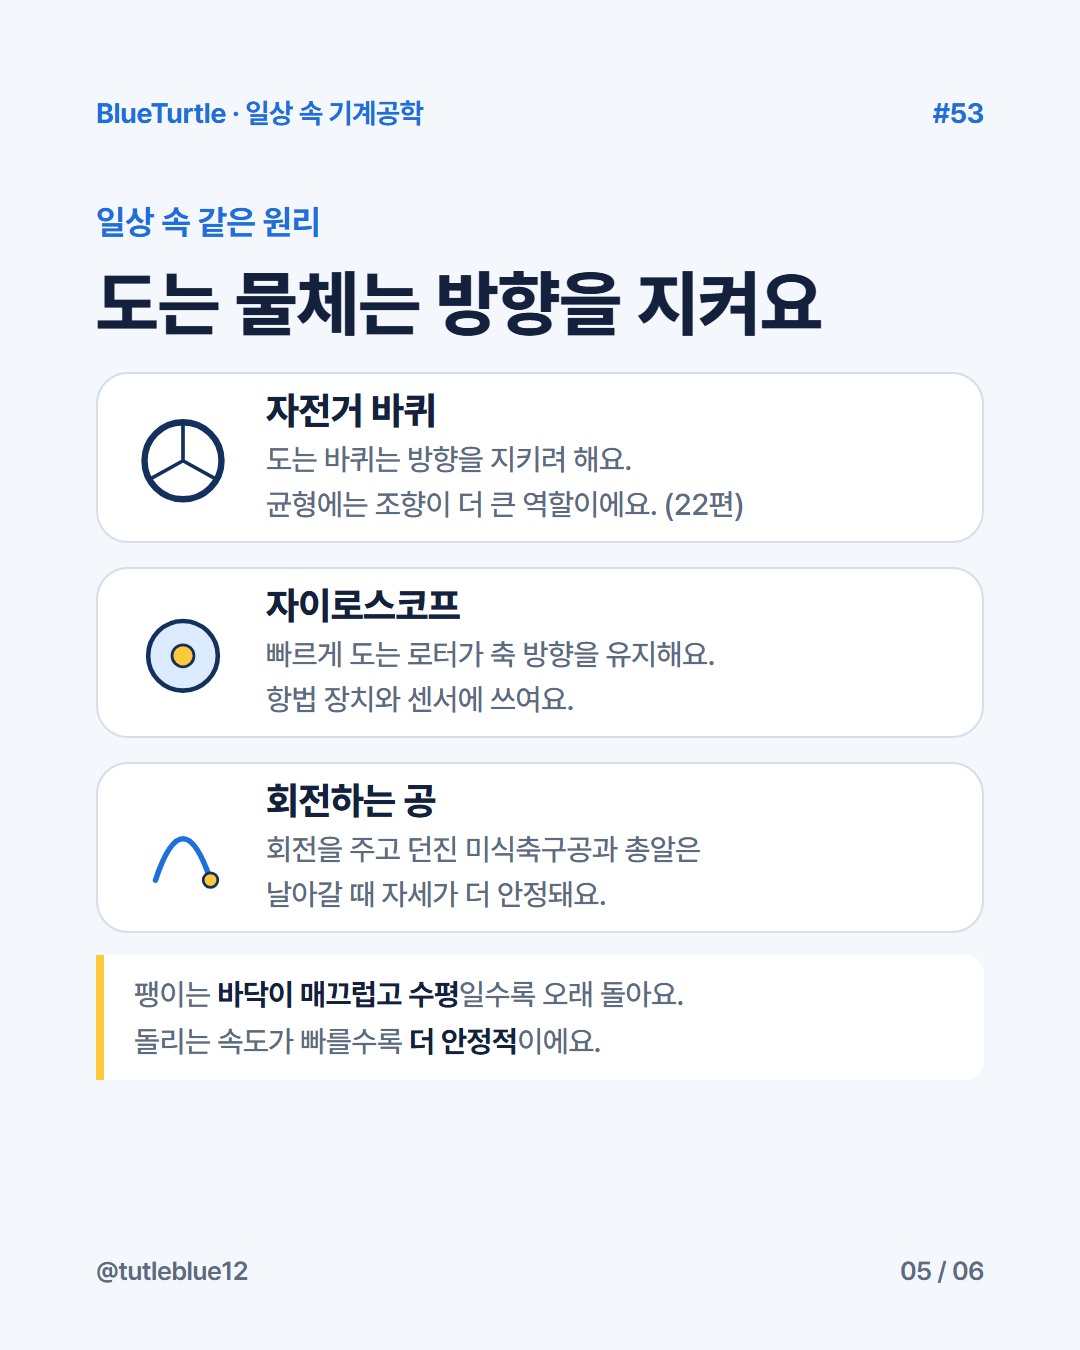 BlueTurtle · 일상 속 기계공학
#53
일상 속 같은 원리
도는 물체는 방향을 지켜요
자전거 바퀴
도는 바퀴는 방향을 지키려 해요.
균형에는 조향이 더 큰 역할이에요. (22편)
자이로스코프
빠르게 도는 로터가 축 방향을 유지해요.
항법 장치와 센서에 쓰여요.
회전하는 공
회전을 주고 던진 미식축구공과 총알은
날아갈 때 자세가 더 안정돼요.
팽이는 바닥이 매끄럽고 수평일수록 오래 돌아요.
돌리는 속도가 빠를수록 더 안정적이에요.
@tutleblue12
05 / 06